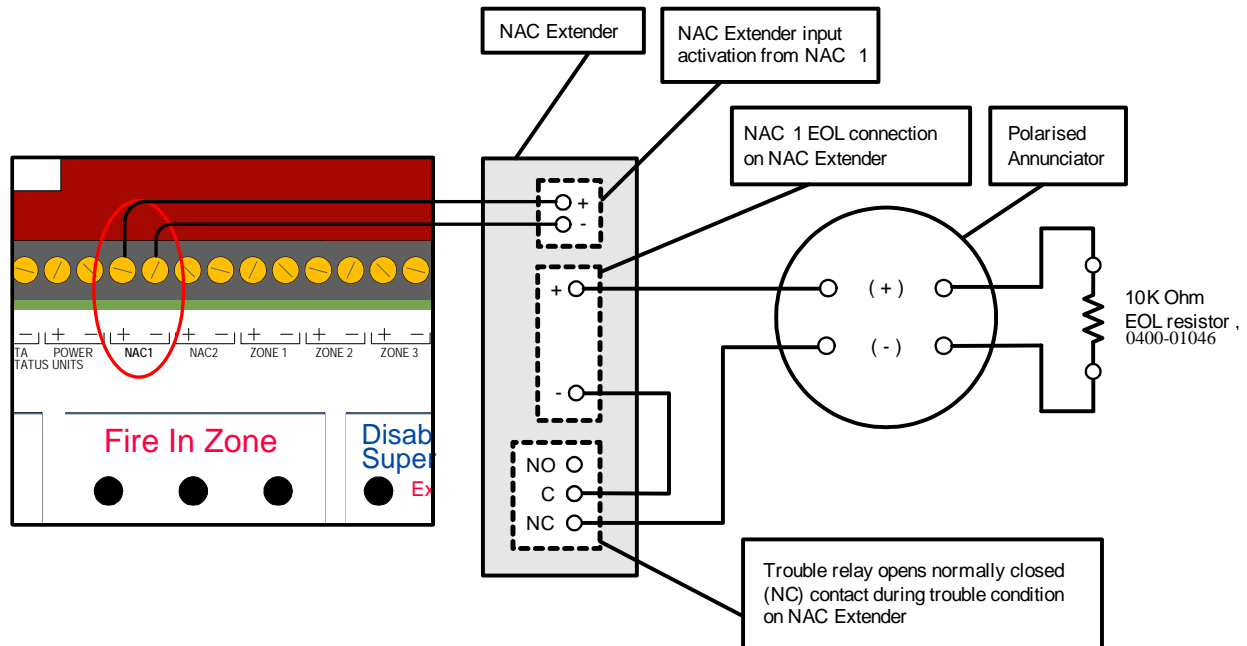 NAC Extender
NAC Extender input
activation from NAC 1
NAC 1 EOL connection
on NAC Extender
Polarised
Annunciator
+
-
+
-
NO
C
NC
(+)
(-)
10K Ohm
EOL resistor ,
0400-01046
− + − + − + − + − + − + −
TA POWER NAC1 NAC2 ZONE 1 ZONE 2 ZONE 3
TATUS UNITS
Fire In Zone
Disab
Super
Ex
Trouble relay opens normally closed
(NC) contact during trouble condition
on NAC Extender